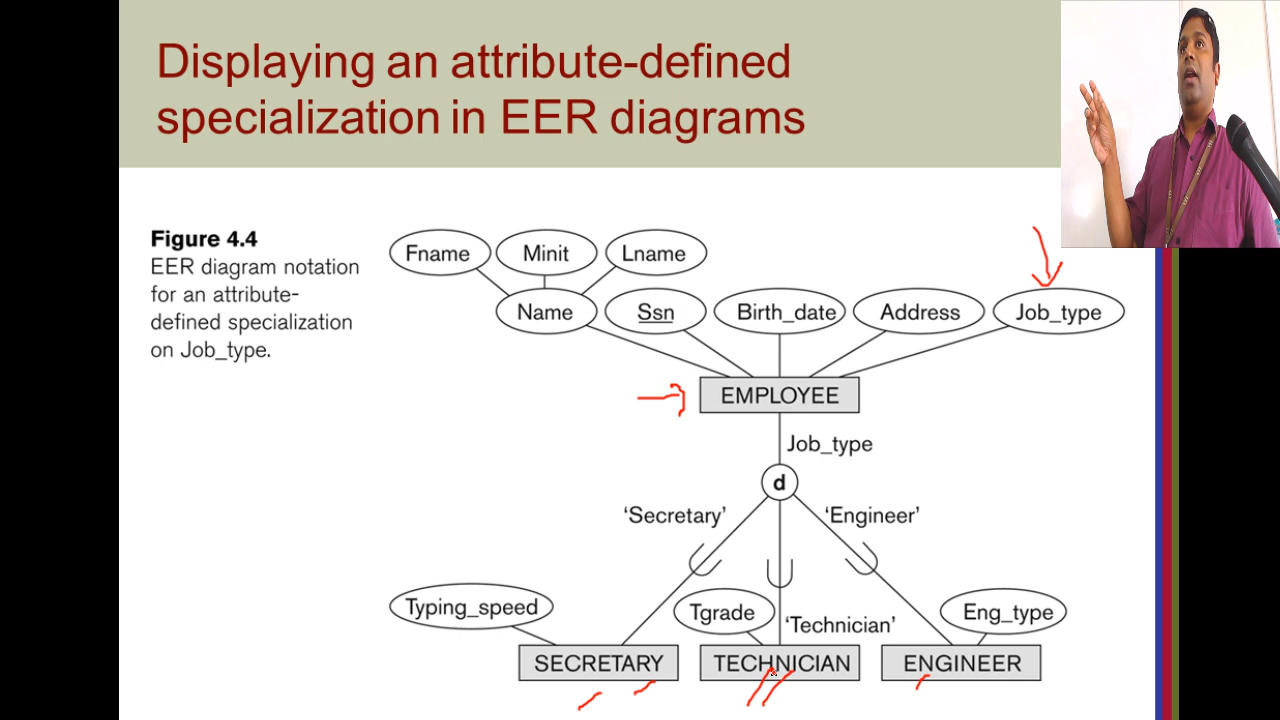 Displaying an attribute-defined
specialization in EER diagrams
Figure 4.4
EER diagram notation
for an attribute-
defined specialization
on Job_type.
Fname
Minit
Lname
Name
Ssn
Birth_date
Address
Job_type
EMPLOYEE
Job_type
d
‘Secretary’
‘Engineer’
Typing_speed
Tgrade
‘Technician’
Eng_type
SECRETARY
TECHNICIAN
ENGINEER